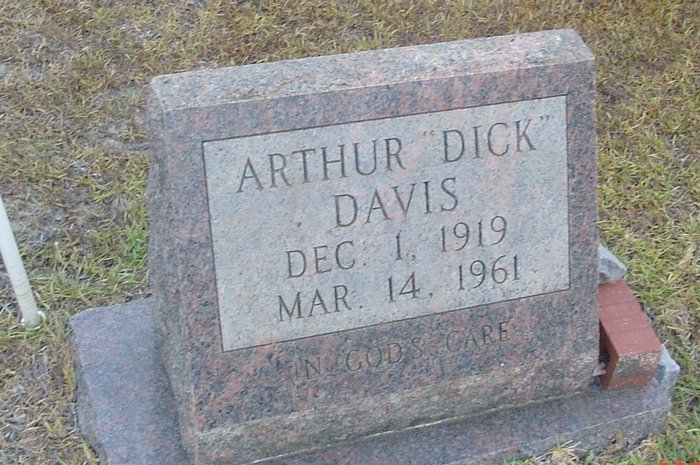 ARTHUR "DICK"
DAVIS
DEC. 1, 1919
MAR. 14, 1961
IN GOD'S CARE